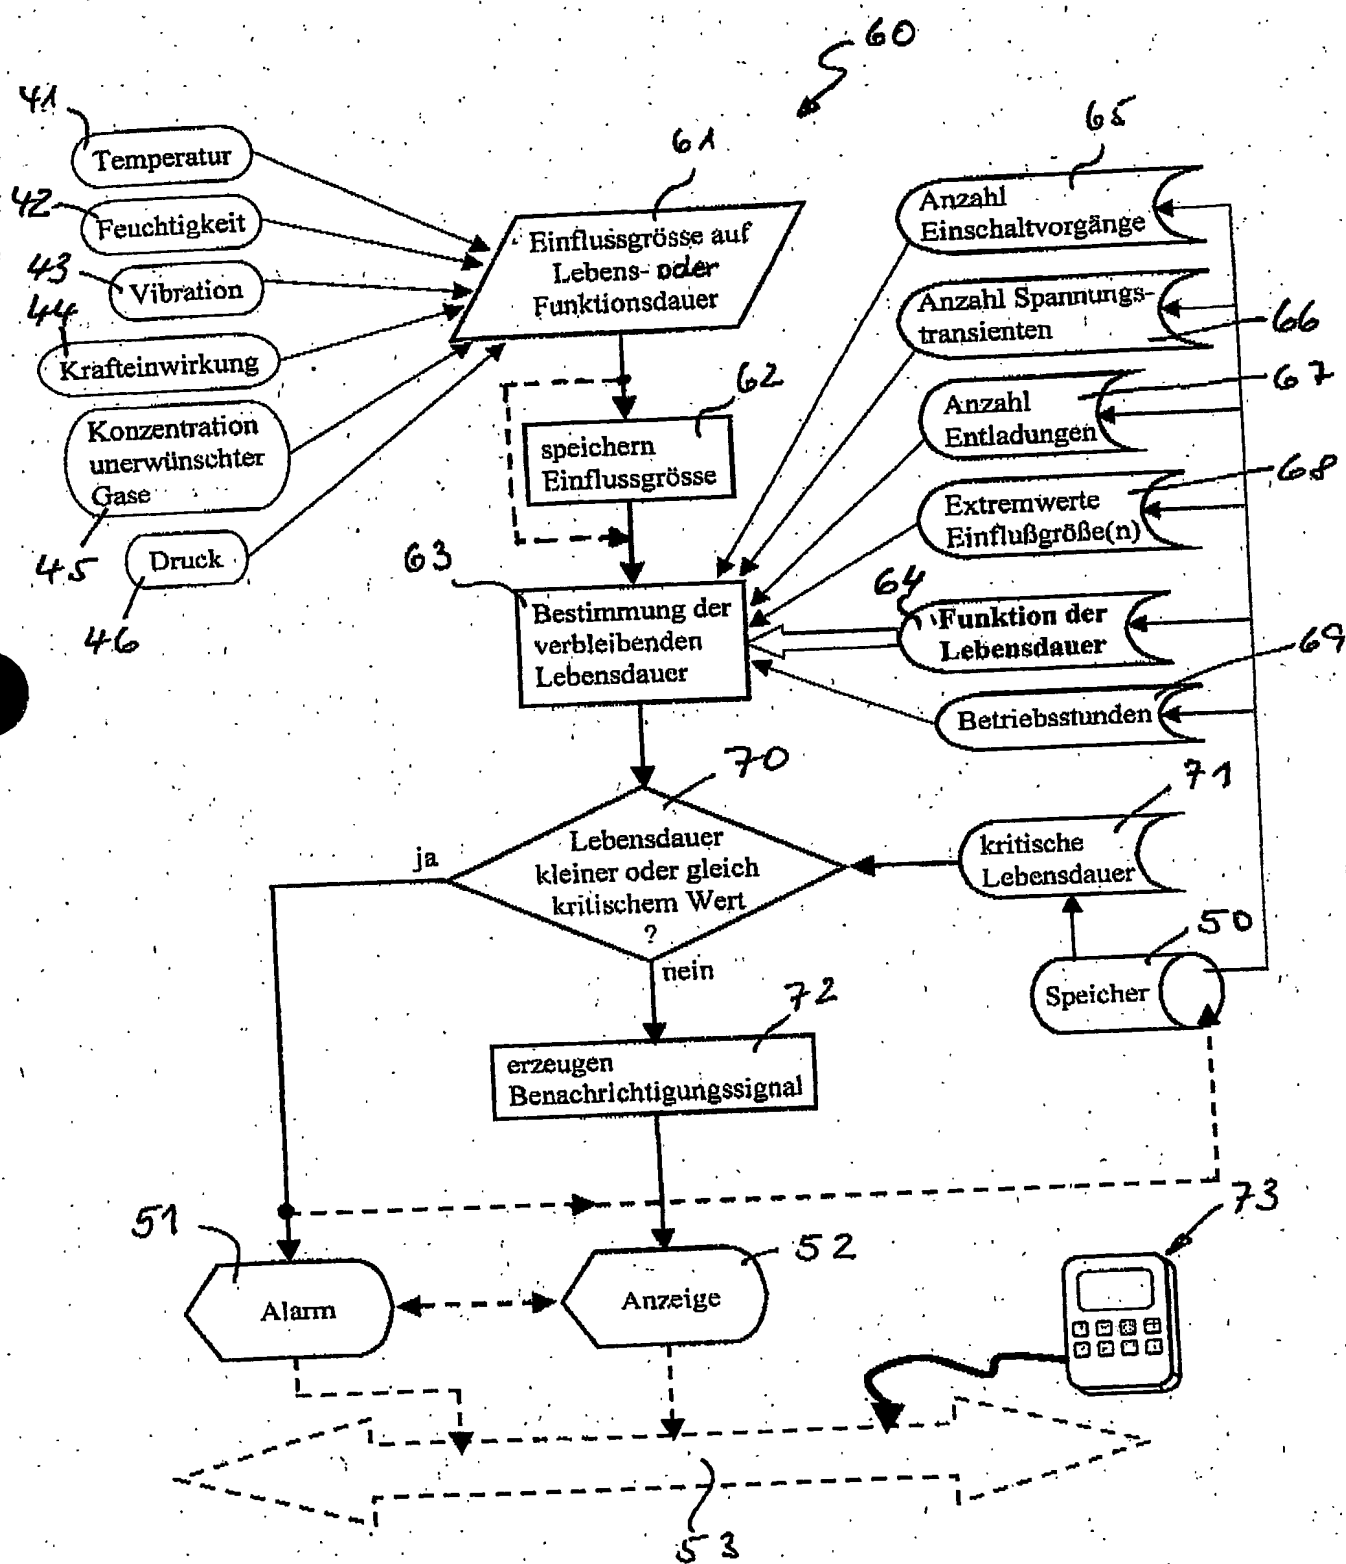 60
41
Temperatur
42
Feuchtigkeit
43
Vibration
44
Krafteinwirkung
Konzentration
unerwünschter
Gase
45
Druck
46
61
Einflussgrösse auf
Lebens- oder
Funktionsdauer
62
speichern
Einflussgrösse
63
Bestimmung der
verbleibenden
Lebensdauer
65
Anzahl
Einschaltvorgänge
Anzahl Spannungs-
transienten
66
67
Anzahl
Entladungen
68
Extremwerte
Einflußgröße(n)
64
Funktion der
Lebensdauer
69
Betriebsstunden
70
ja
Lebensdauer
kleiner oder gleich
kritischem Wert
?
nein
71
kritische
Lebensdauer
50
Speicher
72
erzeugen
Benachrichtigungssignal
51
Alarm
52
Anzeige
73
53